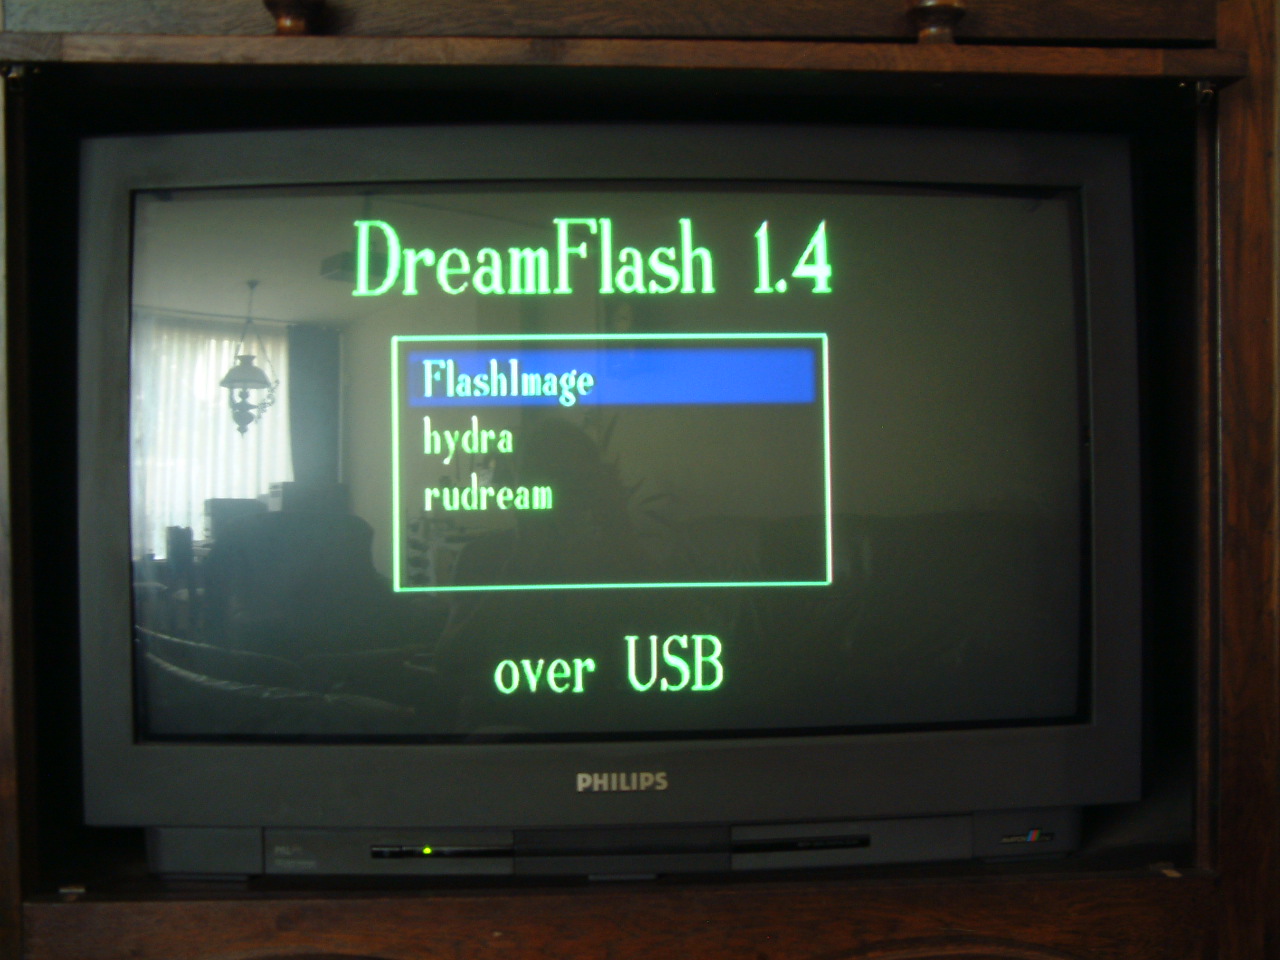 DreamFlash 1.4
FlashImage
hydra
rudream
over USB
PHILIPS